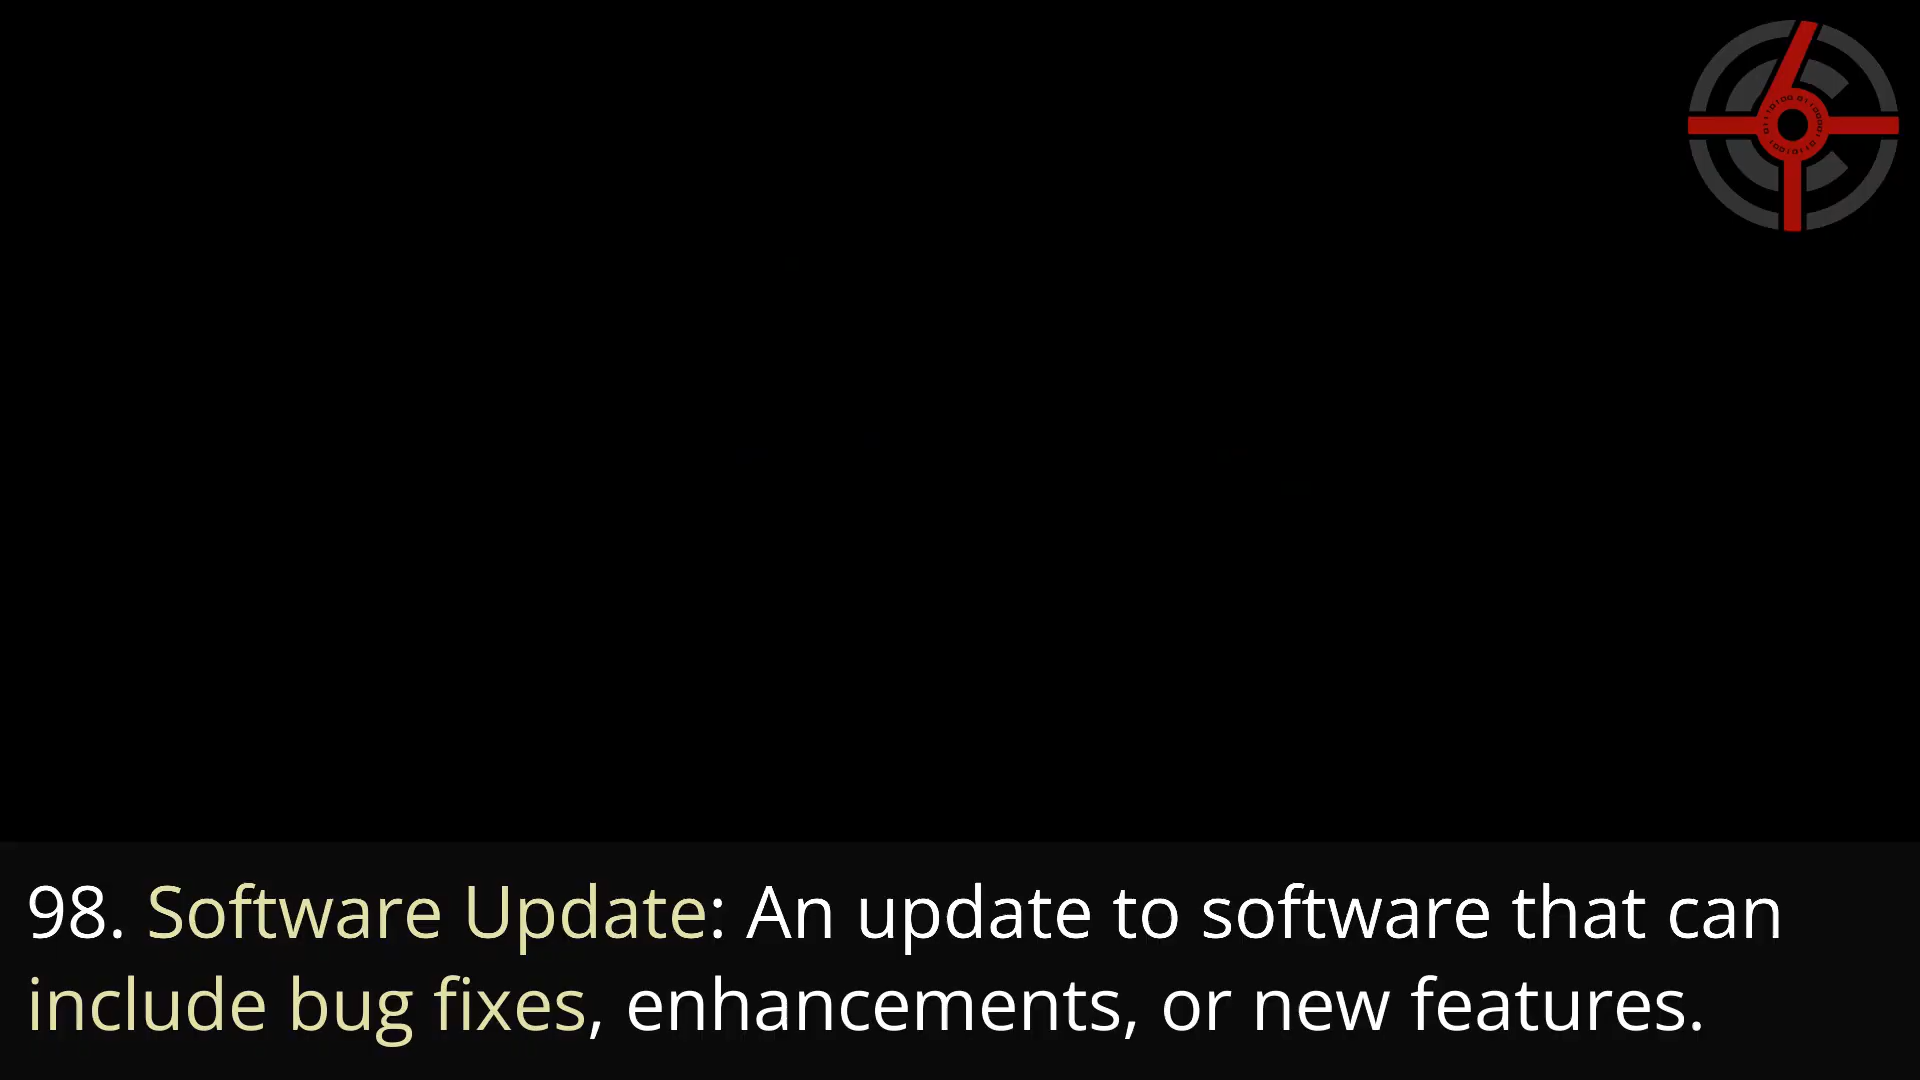 98. Software Update: An update to software that can
include bug fixes, enhancements, or new features.